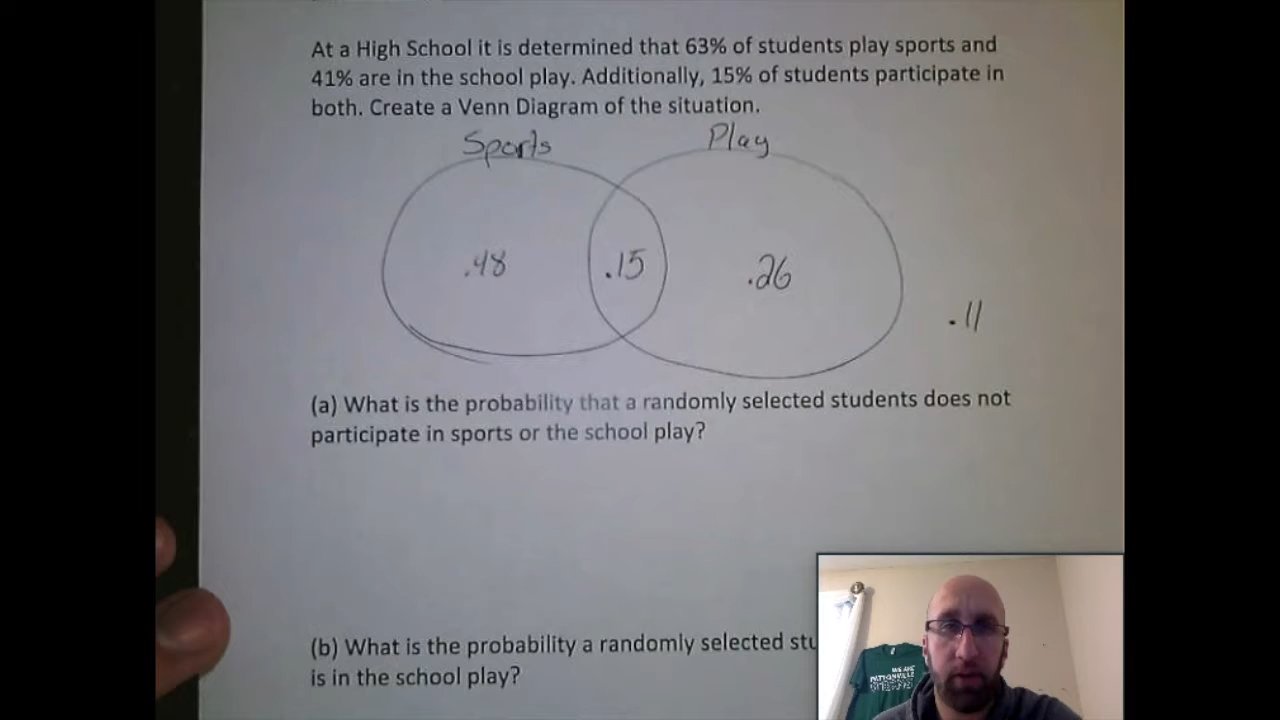 At a High School it is determined that 63% of students play sports and
41% are in the school play. Additionally, 15% of students participate in
both. Create a Venn Diagram of the situation.
Sports Play
.48 .15 .26
.11
(a) What is the probability that a randomly selected students does not
participate in sports or the school play?
(b) What is the probability a randomly selected
is in the school play?
WE ARE
PATTONVILLE